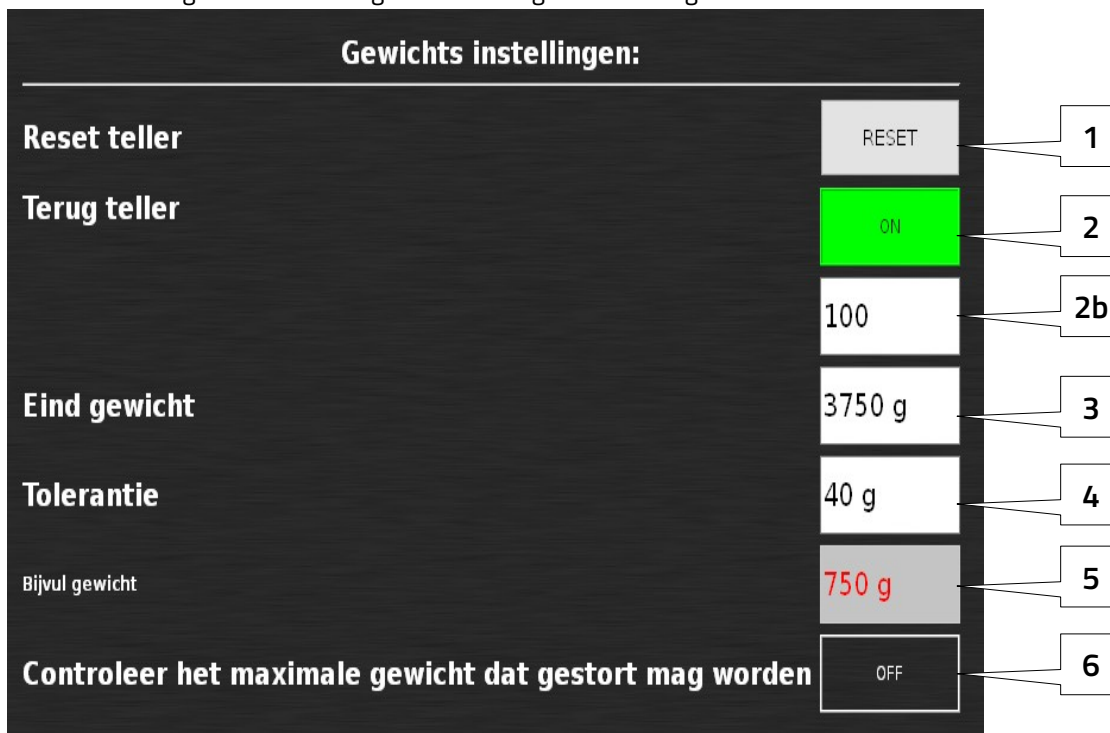 Gewichts instellingen:
Reset teller RESET 1
Terug teller ON 2
100 2b
Eind gewicht 3750 g 3
Tolerantie 40 g 4
Bijvul gewicht 750 g 5
Controleer het maximale gewicht dat gestort mag worden OFF 6